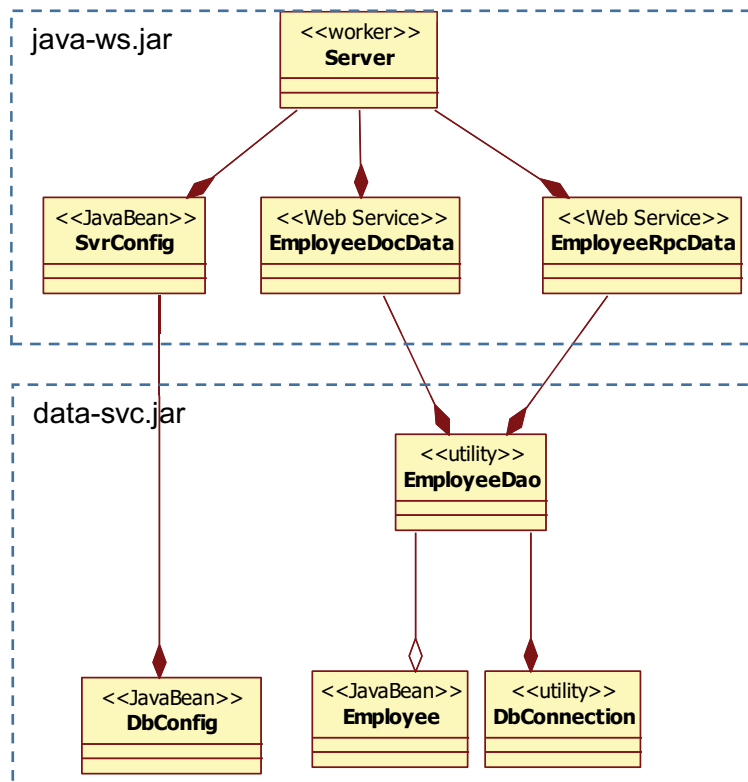 java-ws.jar
<<worker>>
Server
<<JavaBean>>
SvrConfig
<<Web Service>>
EmployeeDocData
<<Web Service>>
EmployeeRpcData
data-svc.jar
<<utility>>
EmployeeDao
<<JavaBean>>
DbConfig
<<JavaBean>>
Employee
<<utility>>
DbConnection